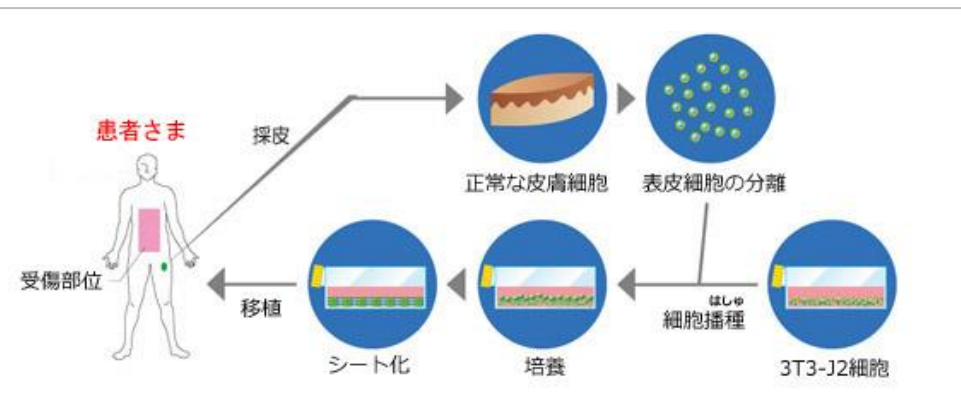 患者さま
採皮
正常な皮膚細胞
表皮細胞の分離
受傷部位
移植
シート化
培養
はしゅ
細胞播種
3T3-J2細胞